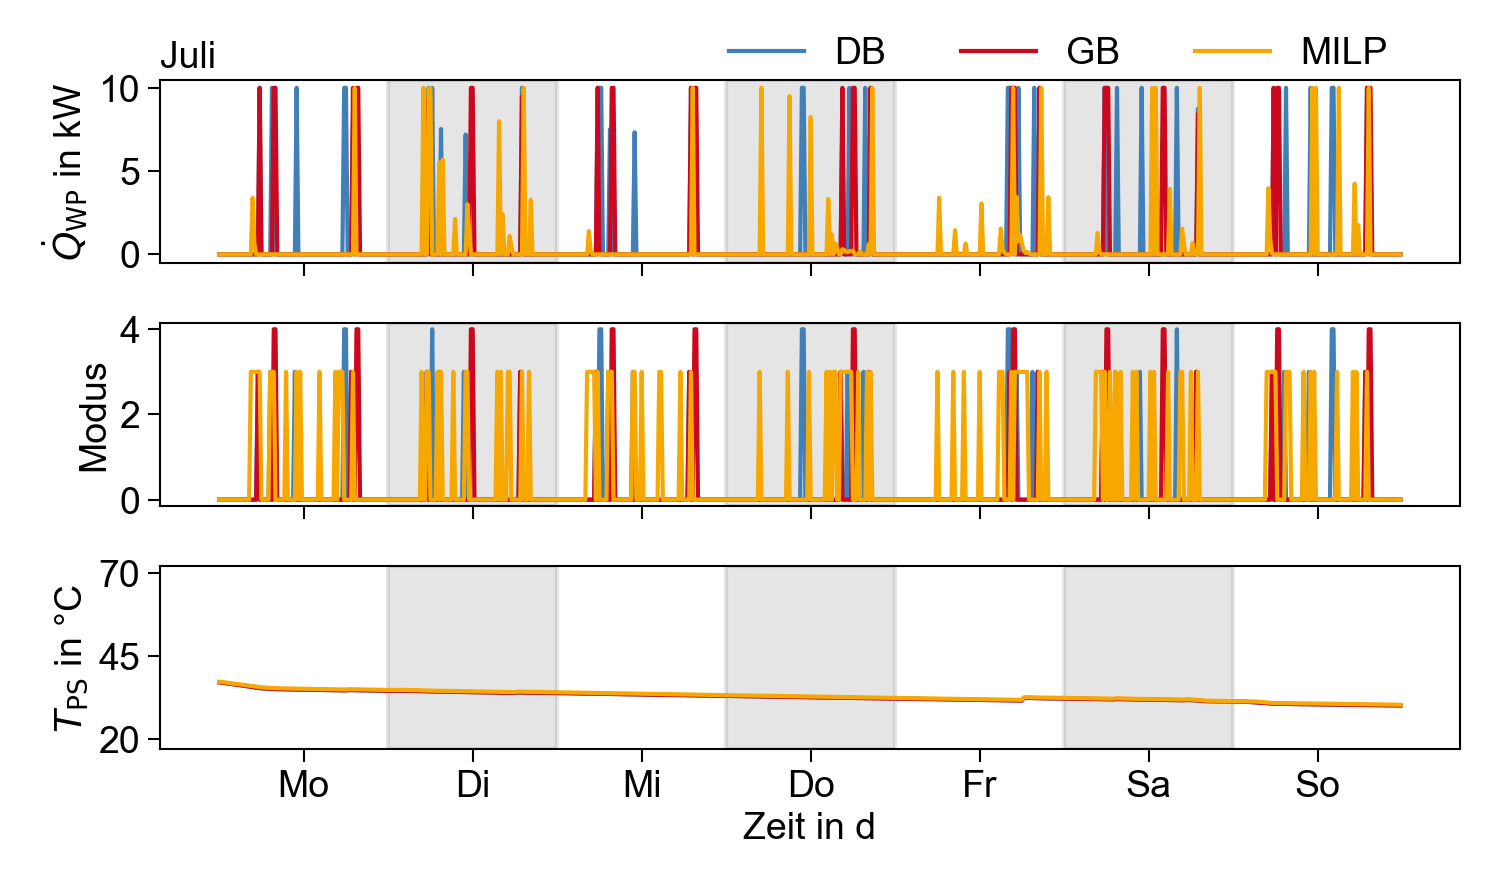 Juli
DB GB MILP
Q̇WP in kW
10
5
0
Modus
4
2
0
TPS in °C
70
45
20
Mo Di Mi Do Fr Sa So
Zeit in d